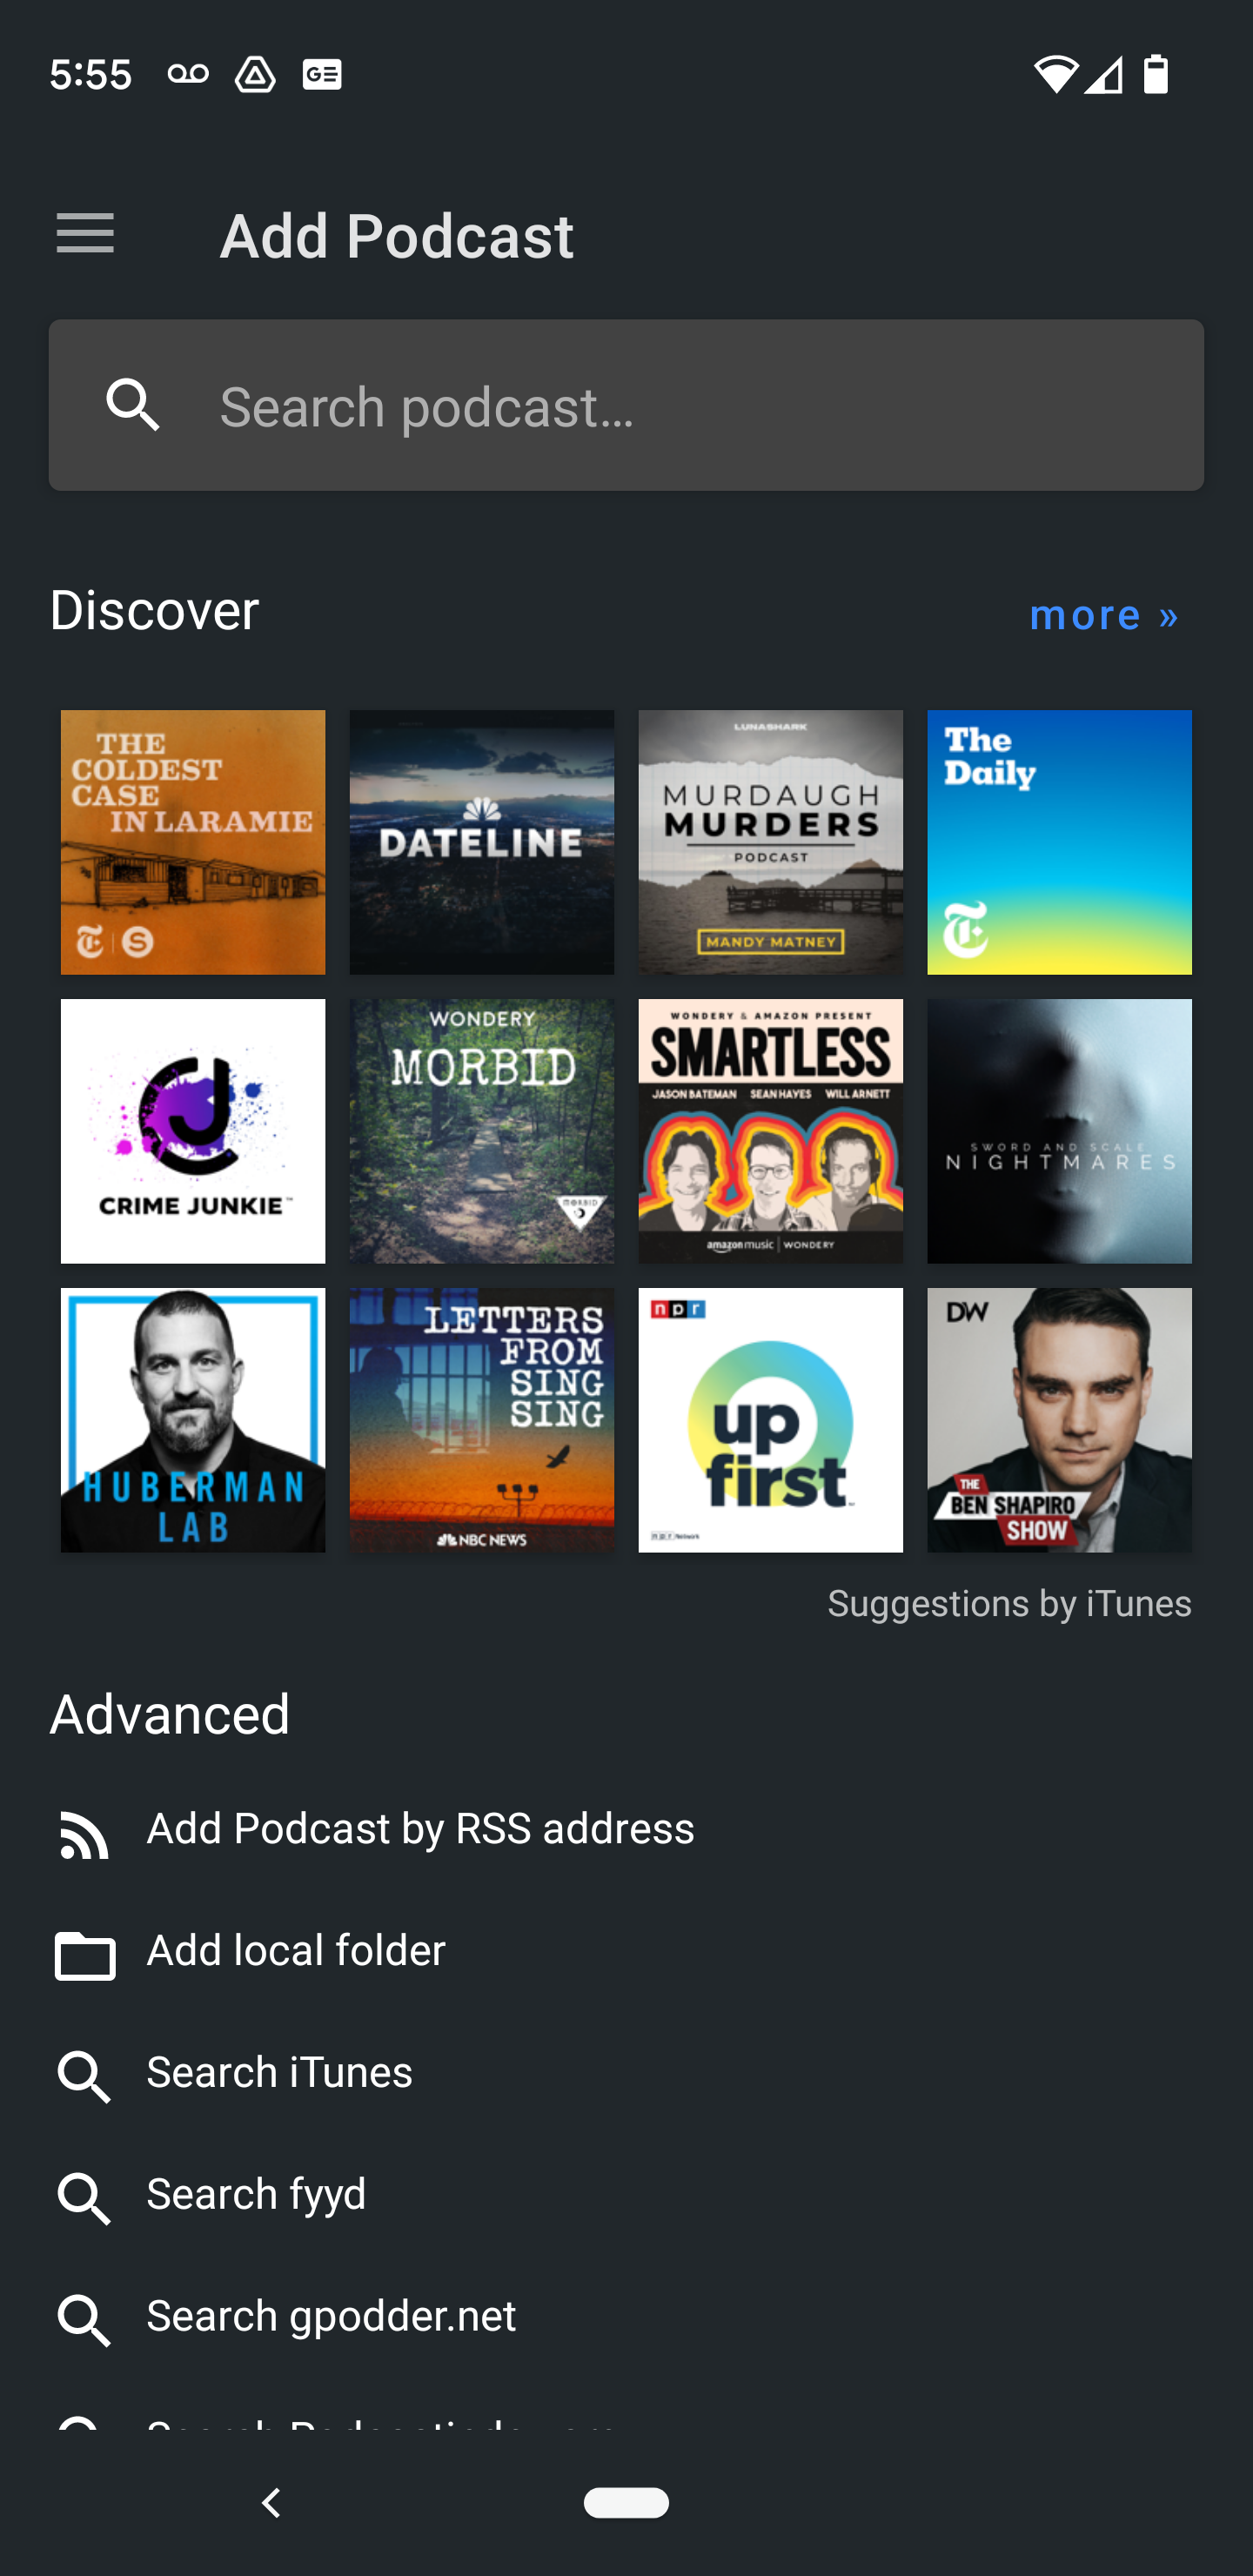 5:55
Add Podcast
Search podcast...
Discover
more »
THE
COLDEST
CASE
IN LARAMIE
DATELINE
LUNASHARK
MURDAUGH
MURDERS
PODCAST
MANDY MATNEY
The
Daily
CRIME JUNKIE™
WONDERY
MORBID
MORBID
WONDERY & AMAZON PRESENT
SMARTLESS
JASON BATEMAN SEAN HAYES WILL ARNETT
amazon music | WONDERY
SWORD AND SCALE
NIGHTMARES
HUBERMAN
LAB
LETTERS
FROM
SING
SING
NBC NEWS
npr
up
first
npr Network
DW
THE
BEN SHAPIRO
SHOW
Suggestions by iTunes
Advanced
Add Podcast by RSS address
Add local folder
Search iTunes
Search fyyd
Search gpodder.net